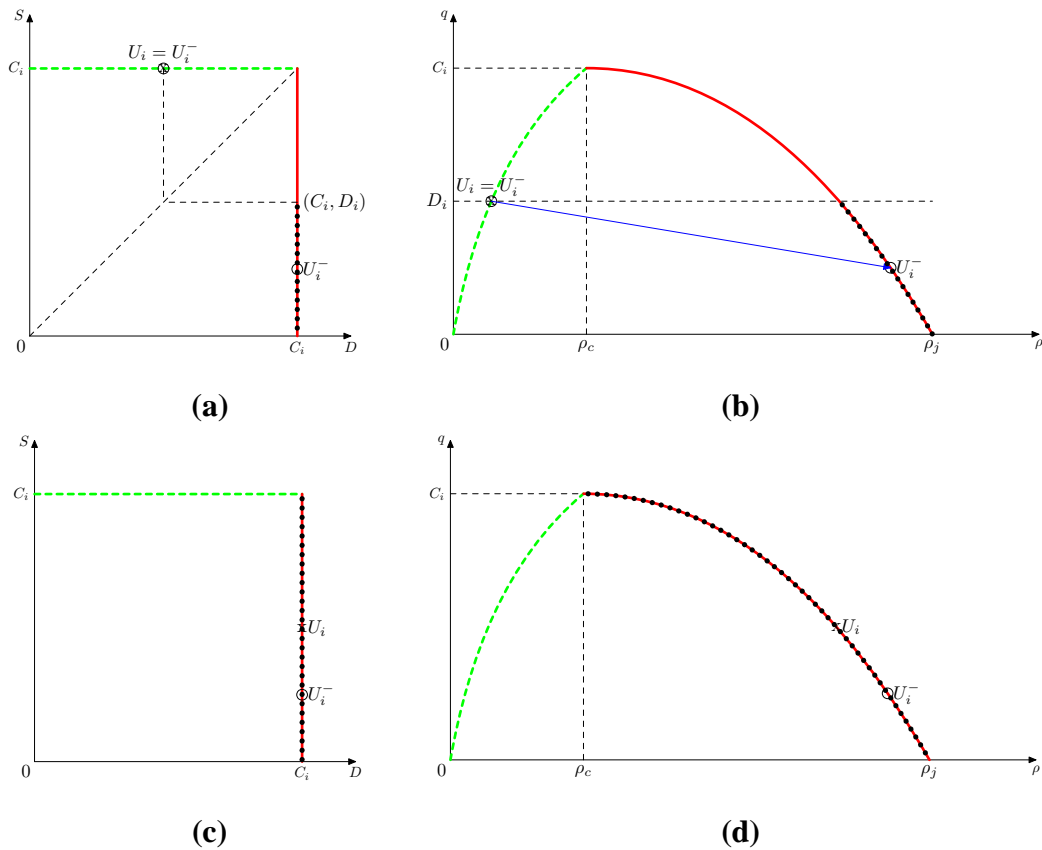 S
q
U_i = U_i^-
C_i
C_i
U_i = U_i^-
(C_i, D_i)
D_i
U_i^-
U_i^-
0
C_i
D
0
ρ_c
ρ_j
ρ
(a)
(b)
S
q
C_i
C_i
U_i
U_i
U_i^-
U_i^-
0
C_i
D
0
ρ_c
ρ_j
ρ
(c)
(d)